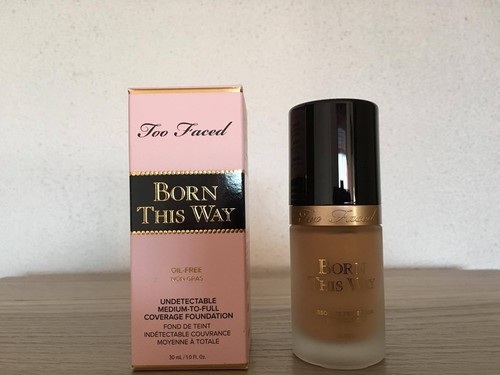 Too Faced
BORN
THIS WAY
OIL-FREE
NON GRAS
UNDETECTABLE
MEDIUM-TO-FULL
COVERAGE FOUNDATION
FOND DE TEINT
INDÉTECTABLE COUVRANCE
MOYENNE À TOTALE
30 mL / 1.0 Fl. Oz.
Too Faced
BORN
THIS WAY